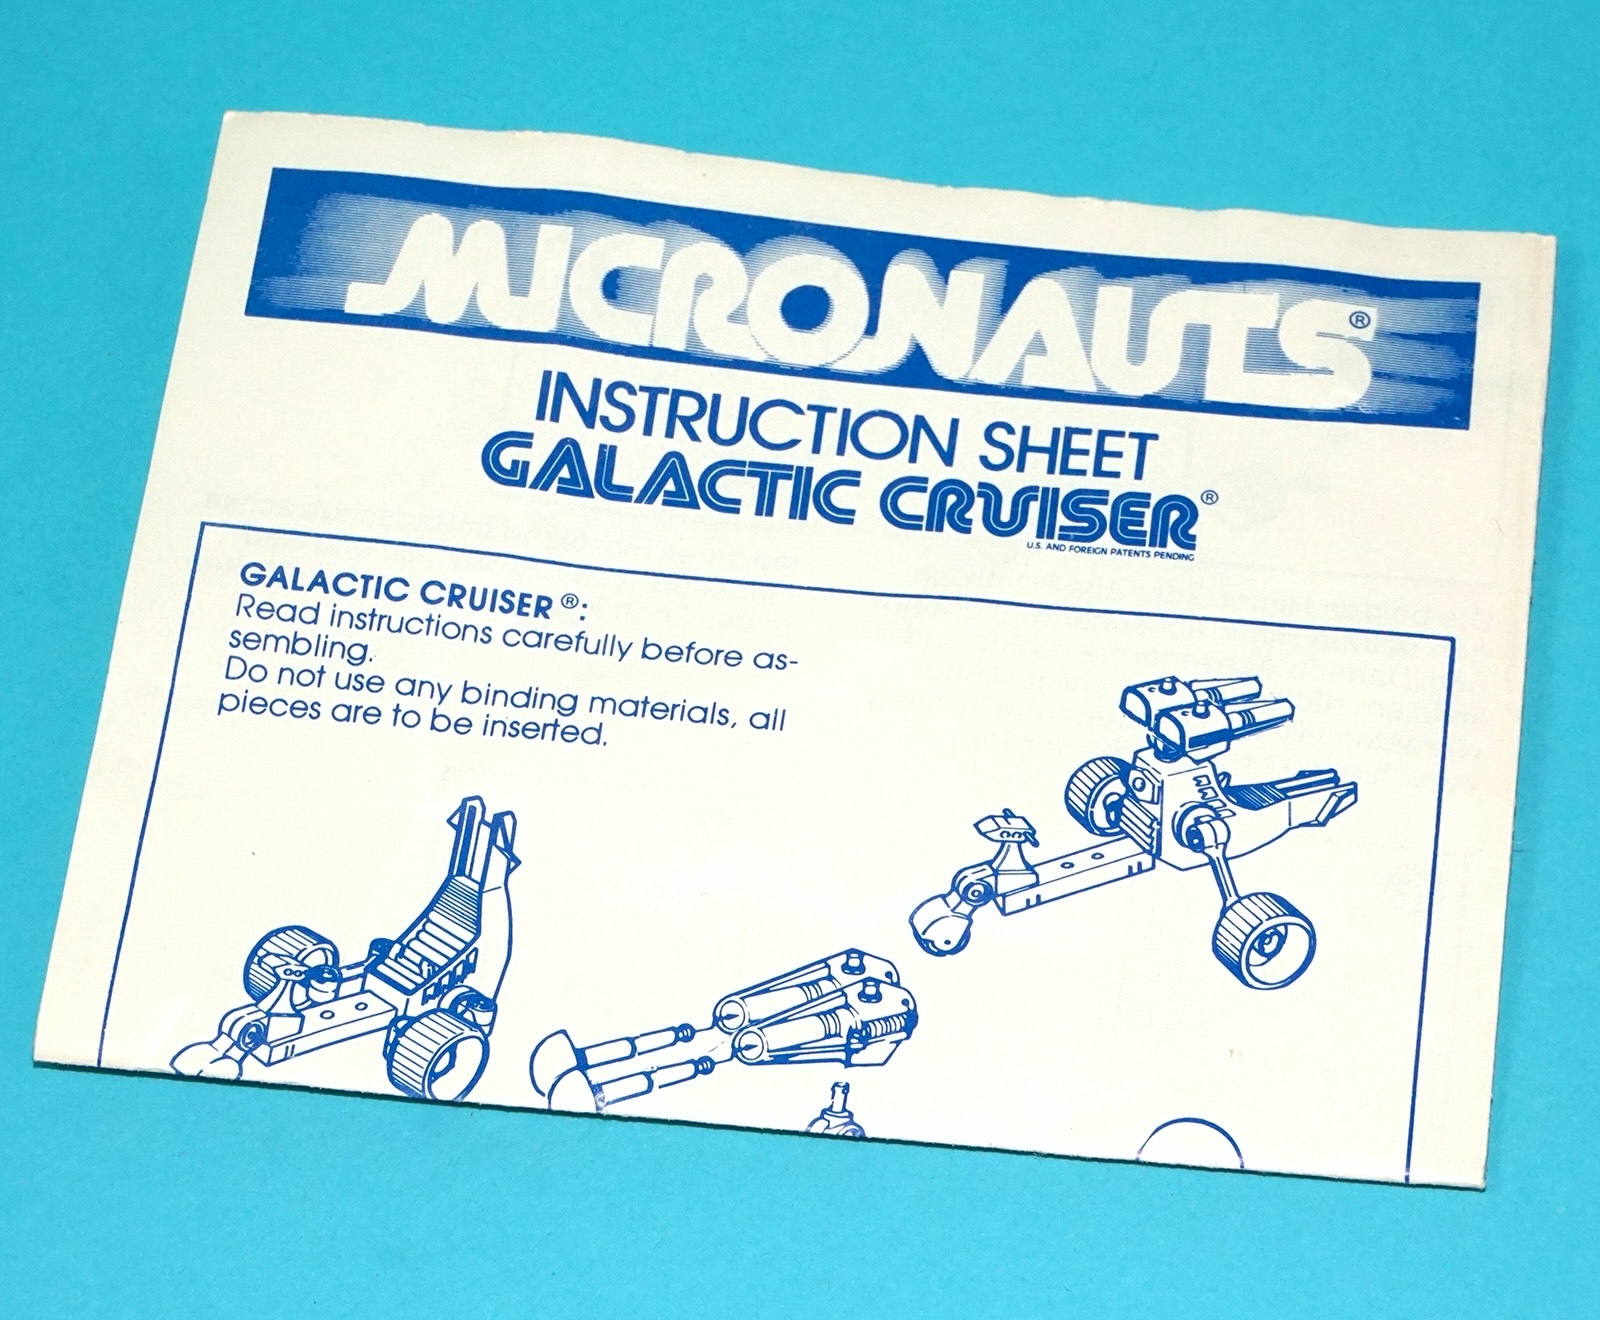 MICRONAUTS®
INSTRUCTION SHEET
GALACTIC CRUISER®
U.S. AND FOREIGN PATENTS PENDING
GALACTIC CRUISER®:
Read instructions carefully before as-
sembling.
Do not use any binding materials, all
pieces are to be inserted.